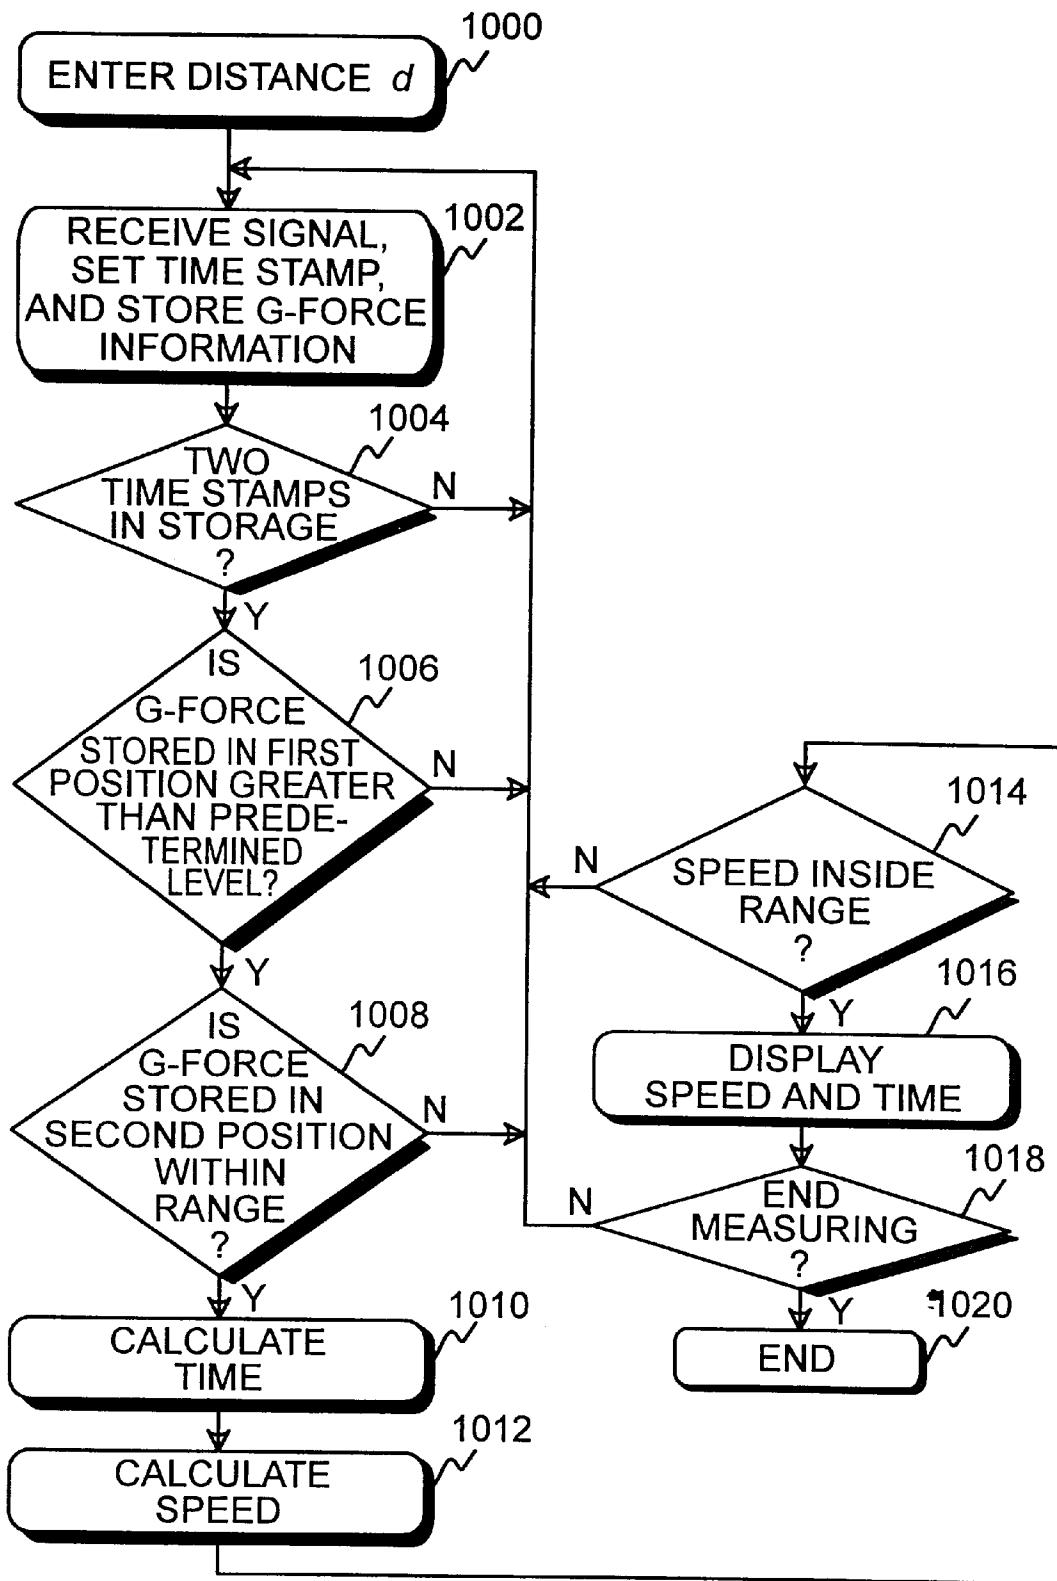 1000
ENTER DISTANCE d
1002
RECEIVE SIGNAL,
SET TIME STAMP,
AND STORE G-FORCE
INFORMATION
1004
TWO
TIME STAMPS
IN STORAGE
?
N
Y
1006
IS
G-FORCE
STORED IN FIRST
POSITION GREATER
THAN PREDE-
TERMINED
LEVEL?
N
Y
1008
IS
G-FORCE
STORED IN
SECOND POSITION
WITHIN
RANGE
?
N
Y
1010
CALCULATE
TIME
1012
CALCULATE
SPEED
1014
SPEED INSIDE
RANGE
?
N
Y
1016
DISPLAY
SPEED AND TIME
1018
END
MEASURING
?
N
Y
1020
END